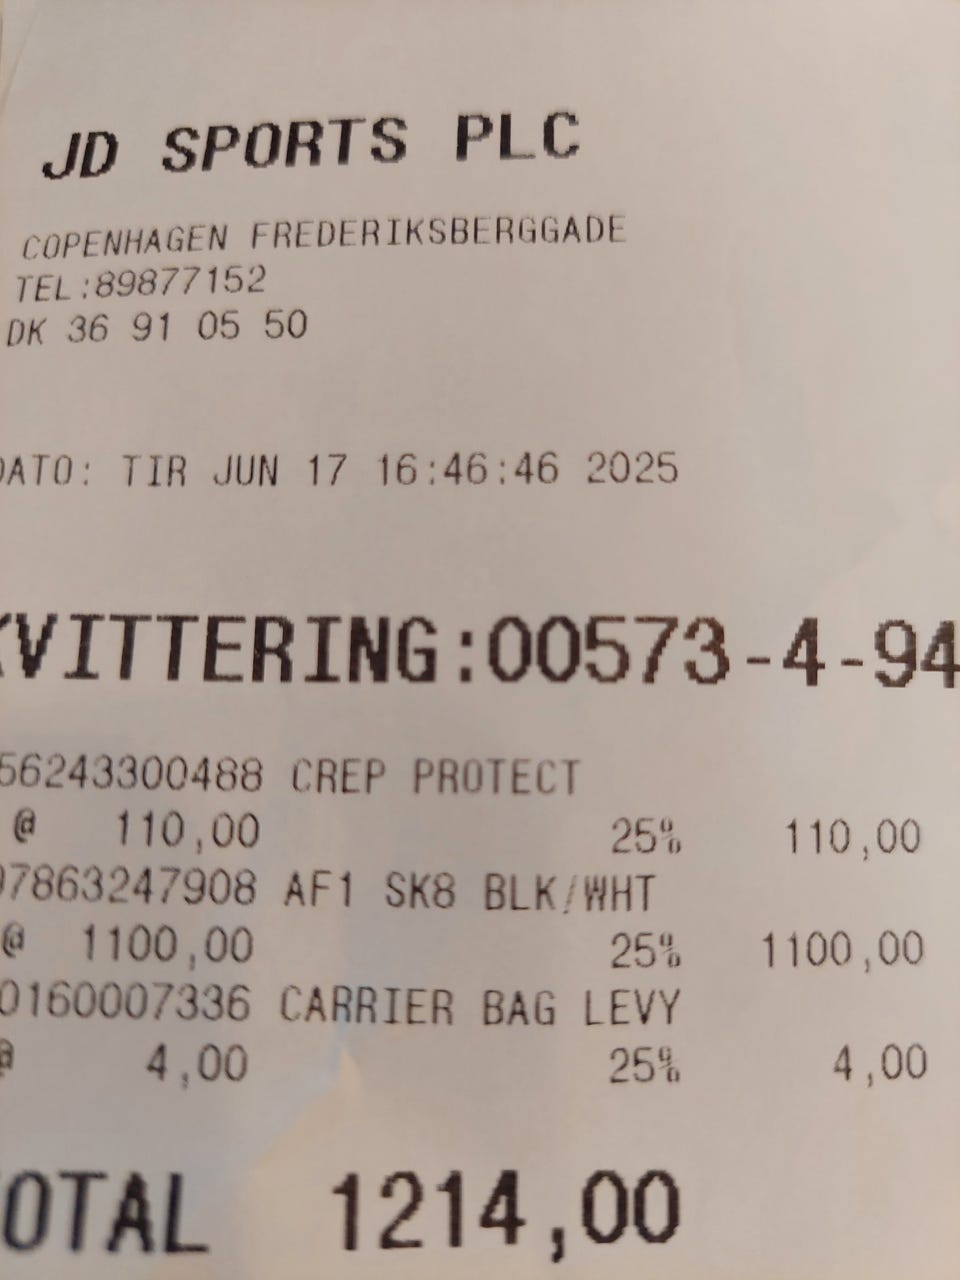 JD SPORTS PLC
COPENHAGEN FREDERIKSBERGGADE
TEL:89877152
DK 36 91 05 50
DATO: TIR JUN 17 16:46:46 2025
KVITTERING:00573-4-94
56243300488 CREP PROTECT
@ 110,00 25% 110,00
97863247908 AF1 SK8 BLK/WHT
@ 1100,00 25% 1100,00
0160007336 CARRIER BAG LEVY
@ 4,00 25% 4,00
TOTAL 1214,00